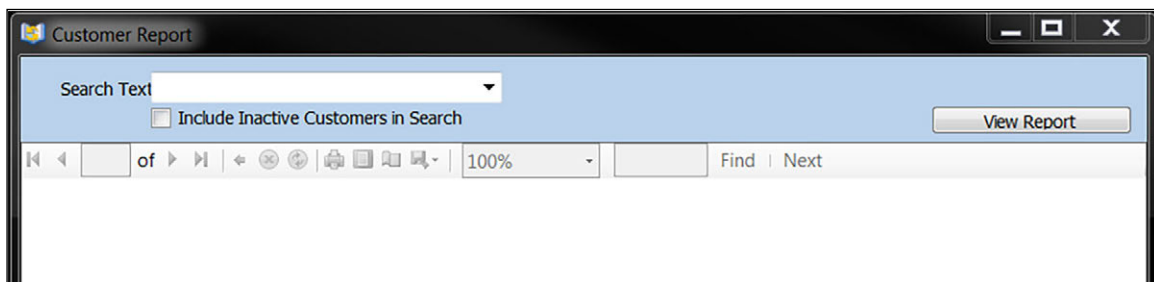 Customer Report
Search Text
Include Inactive Customers in Search
View Report
of 100% Find Next